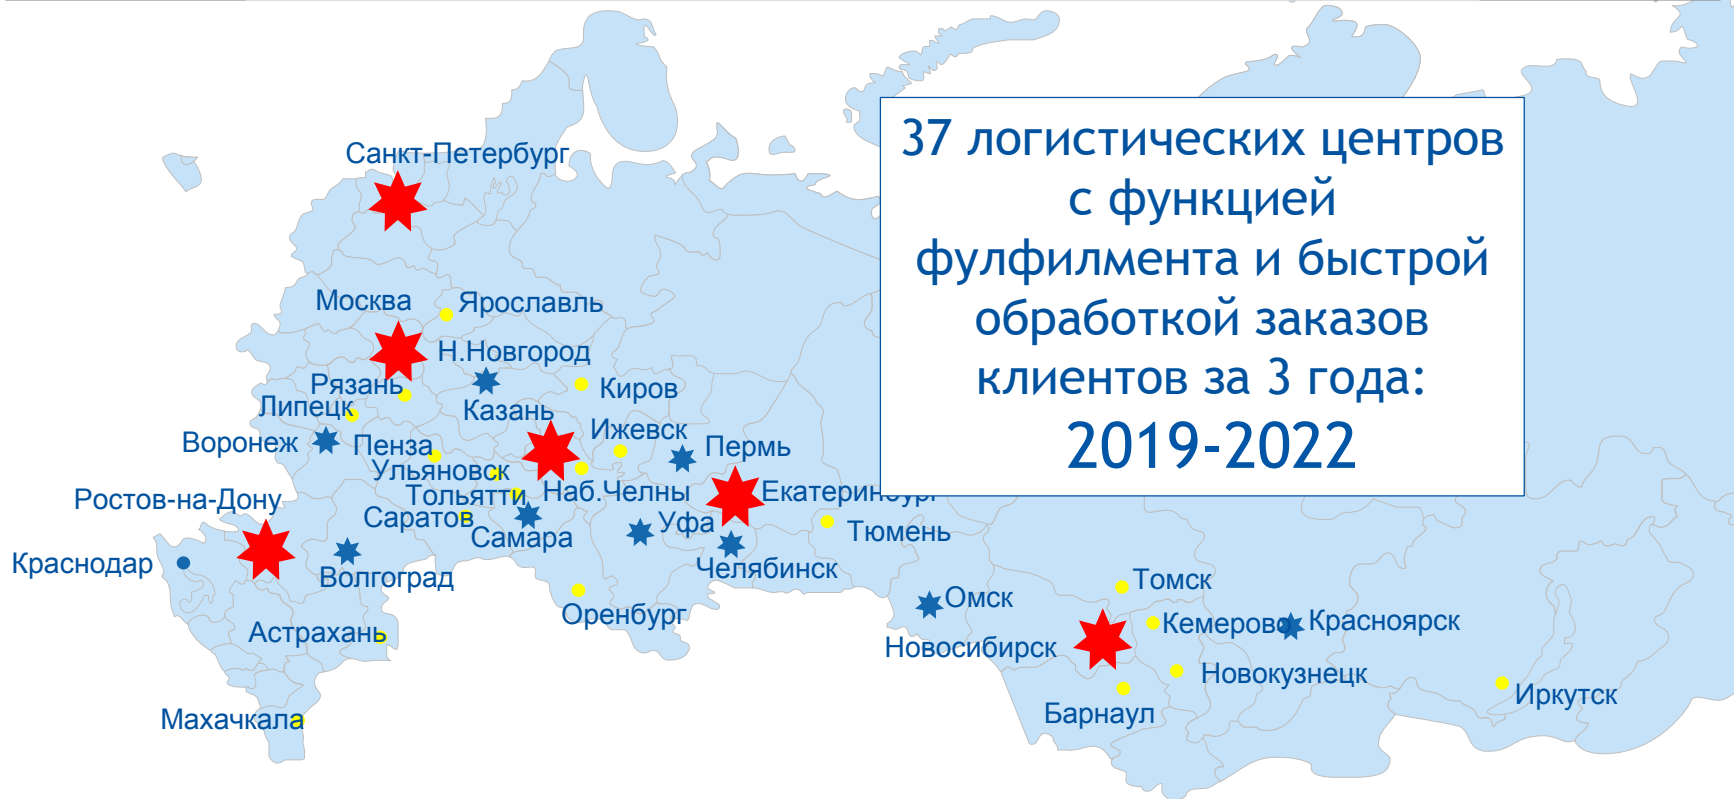 37 логистических центров
с функцией
фулфилмента и быстрой
обработкой заказов
клиентов за 3 года:
2019-2022
Санкт-Петербург
Москва
Ярославль
Н.Новгород
Рязань
Киров
Липецк
Казань
Ижевск
Воронеж
Пенза
Пермь
Ульяновск
Тольятти
Наб.Челны
Екатеринбург
Ростов-на-Дону
Саратов
Самара
Уфа
Тюмень
Краснодар
Волгоград
Челябинск
Томск
Омск
Оренбург
Кемерово
Красноярск
Астрахань
Новосибирск
Новокузнецк
Иркутск
Махачкала
Барнаул